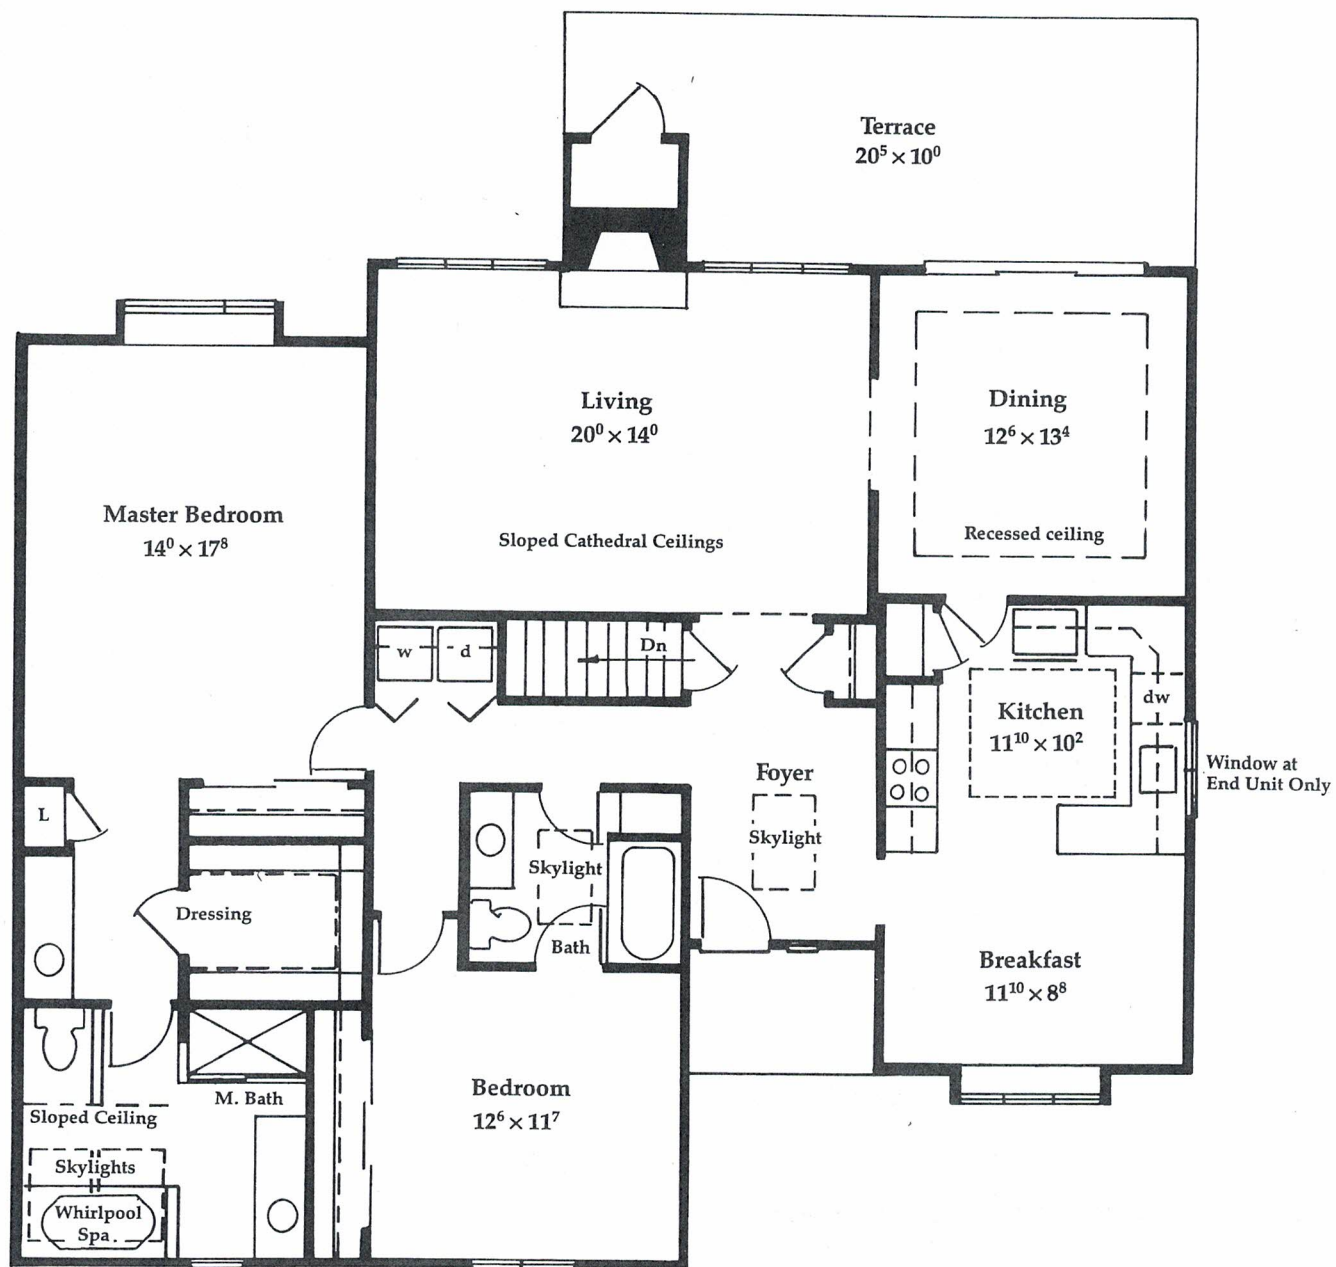 Terrace
20⁵ × 10⁰
Living
20⁰ × 14⁰
Sloped Cathedral Ceilings
Dining
12⁶ × 13⁴
Recessed ceiling
Master Bedroom
14⁰ × 17⁸
w
d
Dn
Kitchen
11¹⁰ × 10²
dw
Window at
End Unit Only
L
Foyer
Skylight
Skylight
Bath
Dressing
Breakfast
11¹⁰ × 8⁸
M. Bath
Bedroom
12⁶ × 11⁷
Sloped Ceiling
Skylights
Whirlpool
Spa